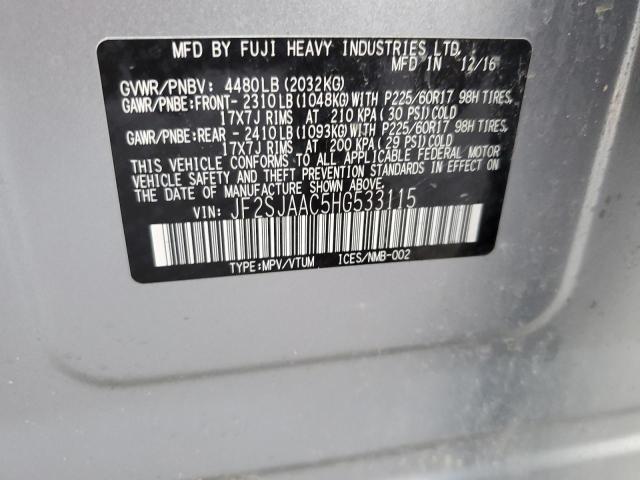 MFD BY FUJI HEAVY INDUSTRIES LTD.
MFD IN 12/16
GVWR/PNBV: 4480LB(2032KG)
GAWR/PNBE:FRONT- 2310LB(1048KG)WITH P225/60R17 98H TIRES,
17X7J RIMS AT 210 KPA( 30 PSI)COLD
GAWR/PNBE:REAR - 2410LB(1093KG)WITH P225/60R17 98H TIRES,
17X7J RIMS AT 200 KPA( 29 PSI)COLD
THIS VEHICLE CONFORMS TO ALL APPLICABLE FEDERAL MOTOR
VEHICLE SAFETY AND THEFT PREVENTION STANDARDS IN EFFECT ON
THE DATE OF MANUFACTURE SHOWN ABOVE.
VIN: JF2SJAAC5HG533115
TYPE:MPV/VTUM ICES/NMB-002